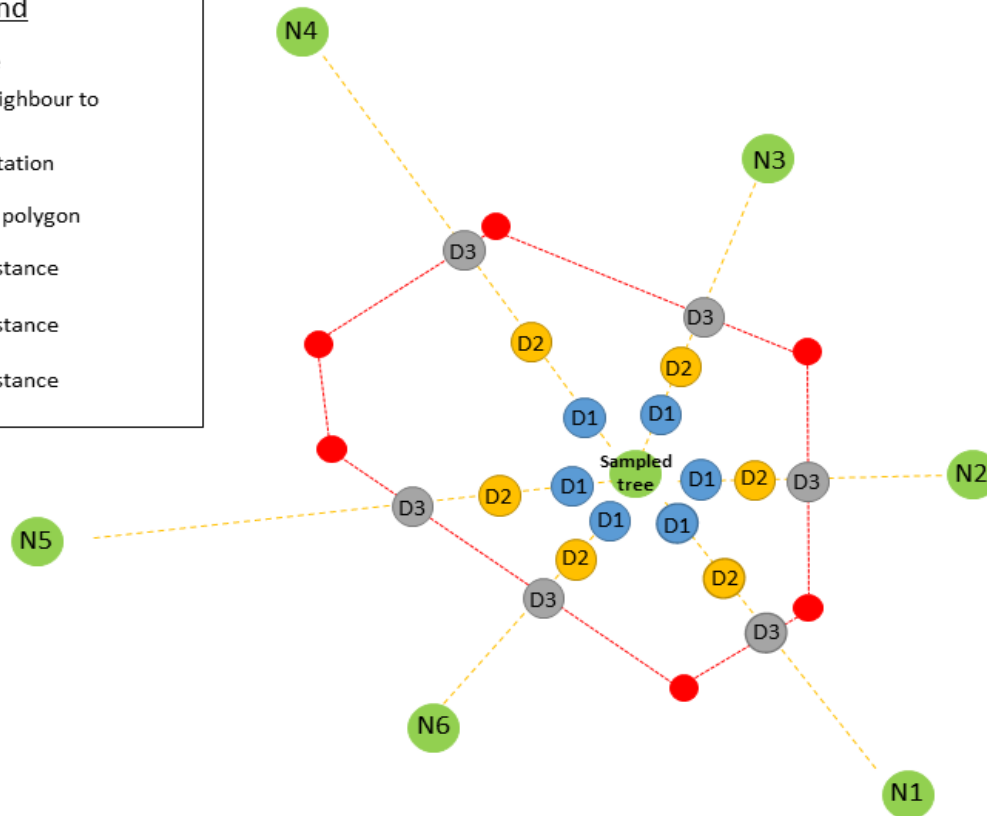 nd
ighbour to
tation
polygon
stance
stance
stance
N4
N3
D3
D3
D2
D2
D1
D1
Sampled
tree
N2
D1
D2
D3
D1
D2
D3
N5
D1
D1
D2
D2
D3
D3
N6
N1